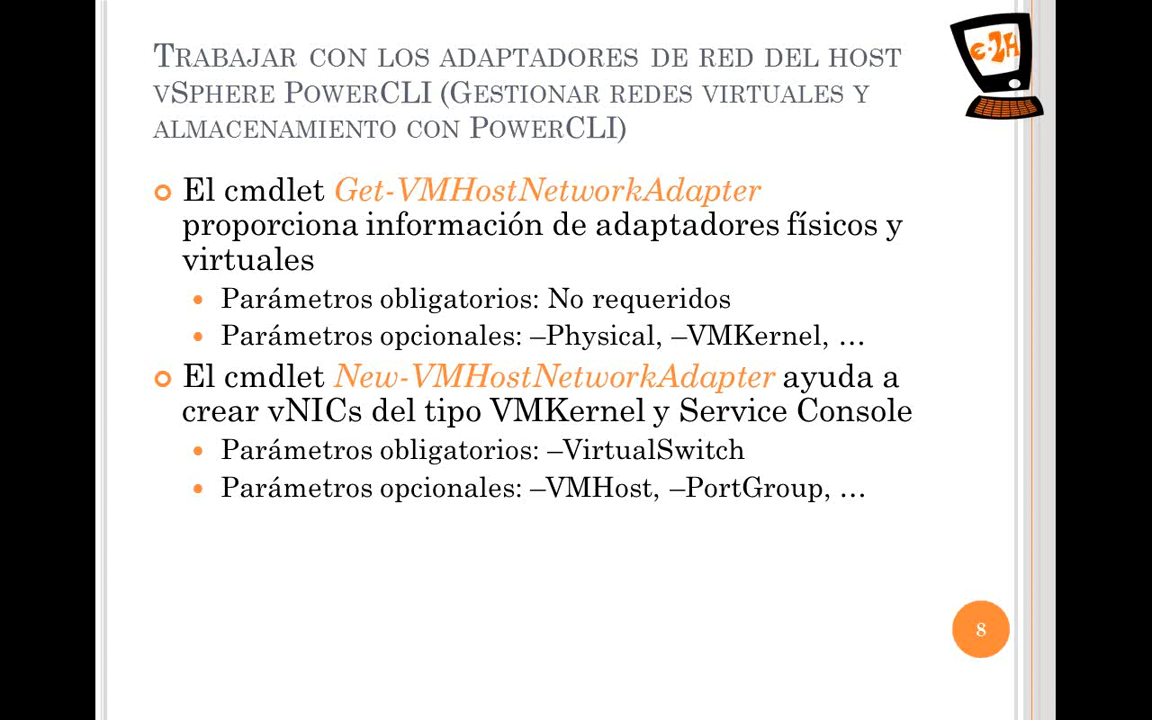 TRABAJAR CON LOS ADAPTADORES DE RED DEL HOST
VSPHERE POWERCLI (GESTIONAR REDES VIRTUALES Y
ALMACENAMIENTO CON POWERCLI)
e-2H
El cmdlet Get-VMHostNetworkAdapter
proporciona información de adaptadores físicos y
virtuales
Parámetros obligatorios: No requeridos
Parámetros opcionales: –Physical, –VMKernel, …
El cmdlet New-VMHostNetworkAdapter ayuda a
crear vNICs del tipo VMKernel y Service Console
Parámetros obligatorios: –VirtualSwitch
Parámetros opcionales: –VMHost, –PortGroup, …
8